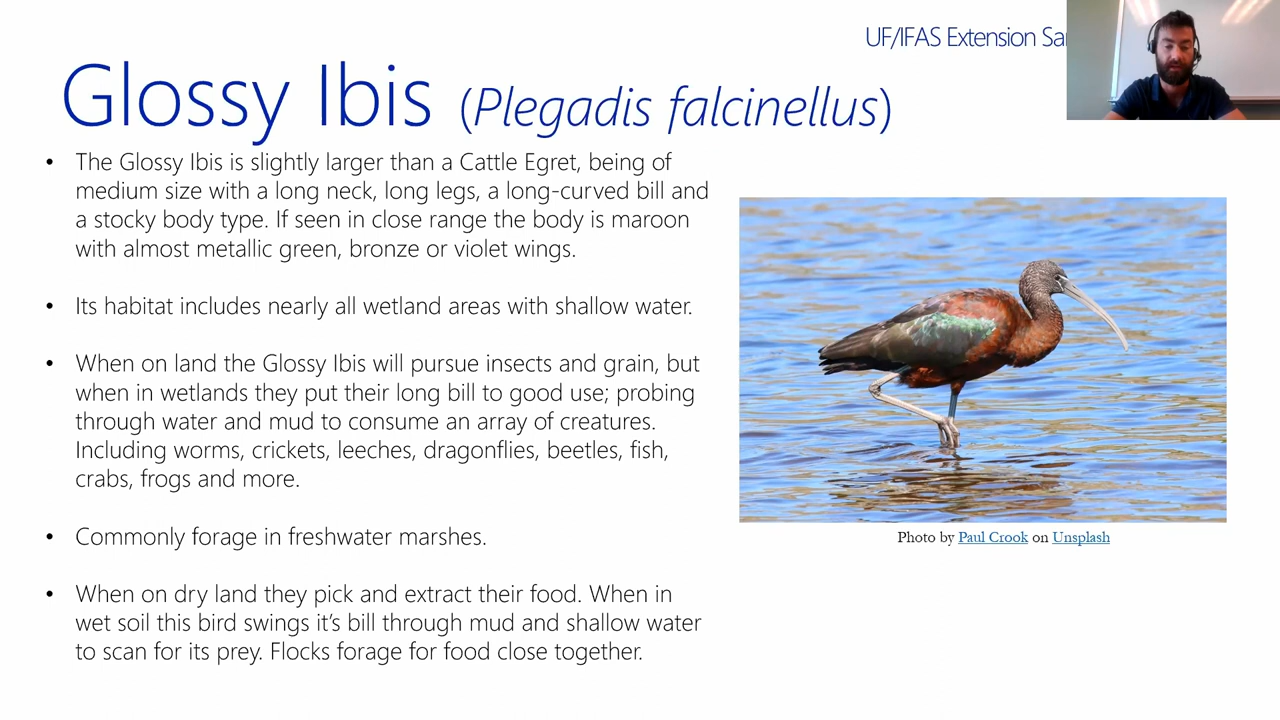 UF/IFAS Extension
Glossy Ibis (Plegadis falcinellus)
• The Glossy Ibis is slightly larger than a Cattle Egret, being of
medium size with a long neck, long legs, a long-curved bill and
a stocky body type. If seen in close range the body is maroon
with almost metallic green, bronze or violet wings.
• Its habitat includes nearly all wetland areas with shallow water.
• When on land the Glossy Ibis will pursue insects and grain, but
when in wetlands they put their long bill to good use; probing
through water and mud to consume an array of creatures.
Including worms, crickets, leeches, dragonflies, beetles, fish,
crabs, frogs and more.
• Commonly forage in freshwater marshes.
• When on dry land they pick and extract their food. When in
wet soil this bird swings it’s bill through mud and shallow water
to scan for its prey. Flocks forage for food close together.
Photo by Paul Crook on Unsplash